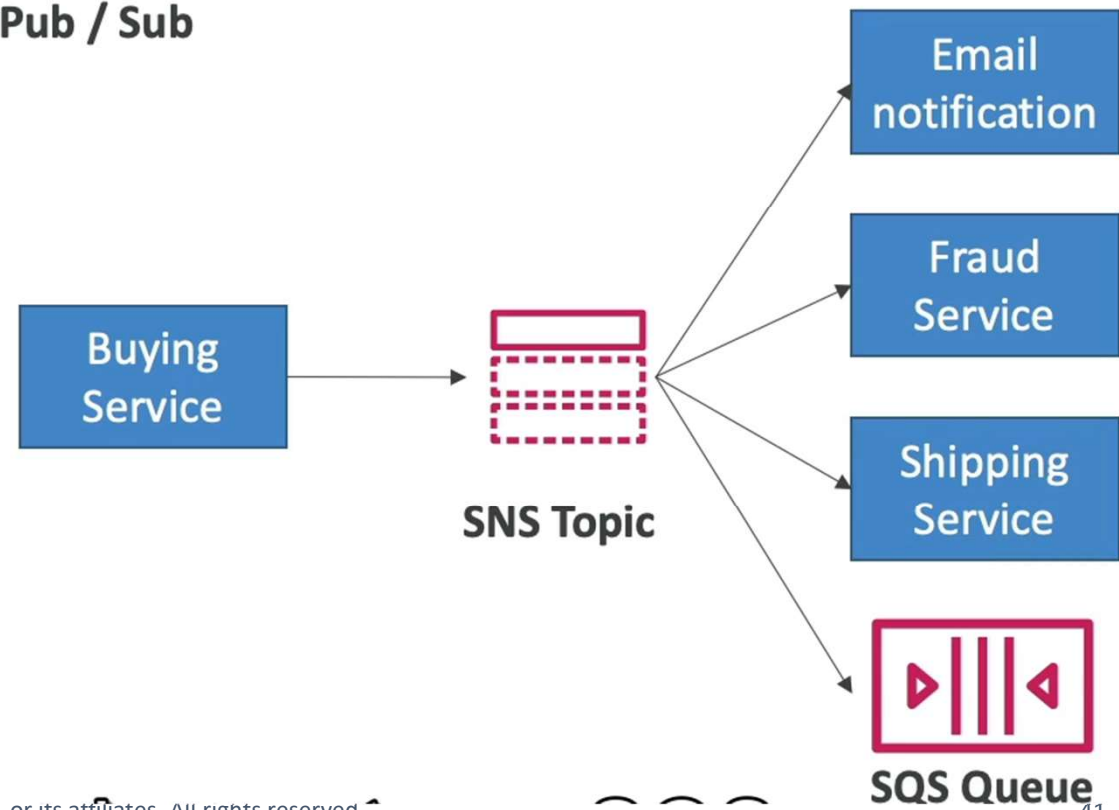 Pub / Sub
Email
notification
Fraud
Service
Buying
Service
Shipping
Service
SNS Topic
SQS Queue
or its affiliates. All rights reserved.
41